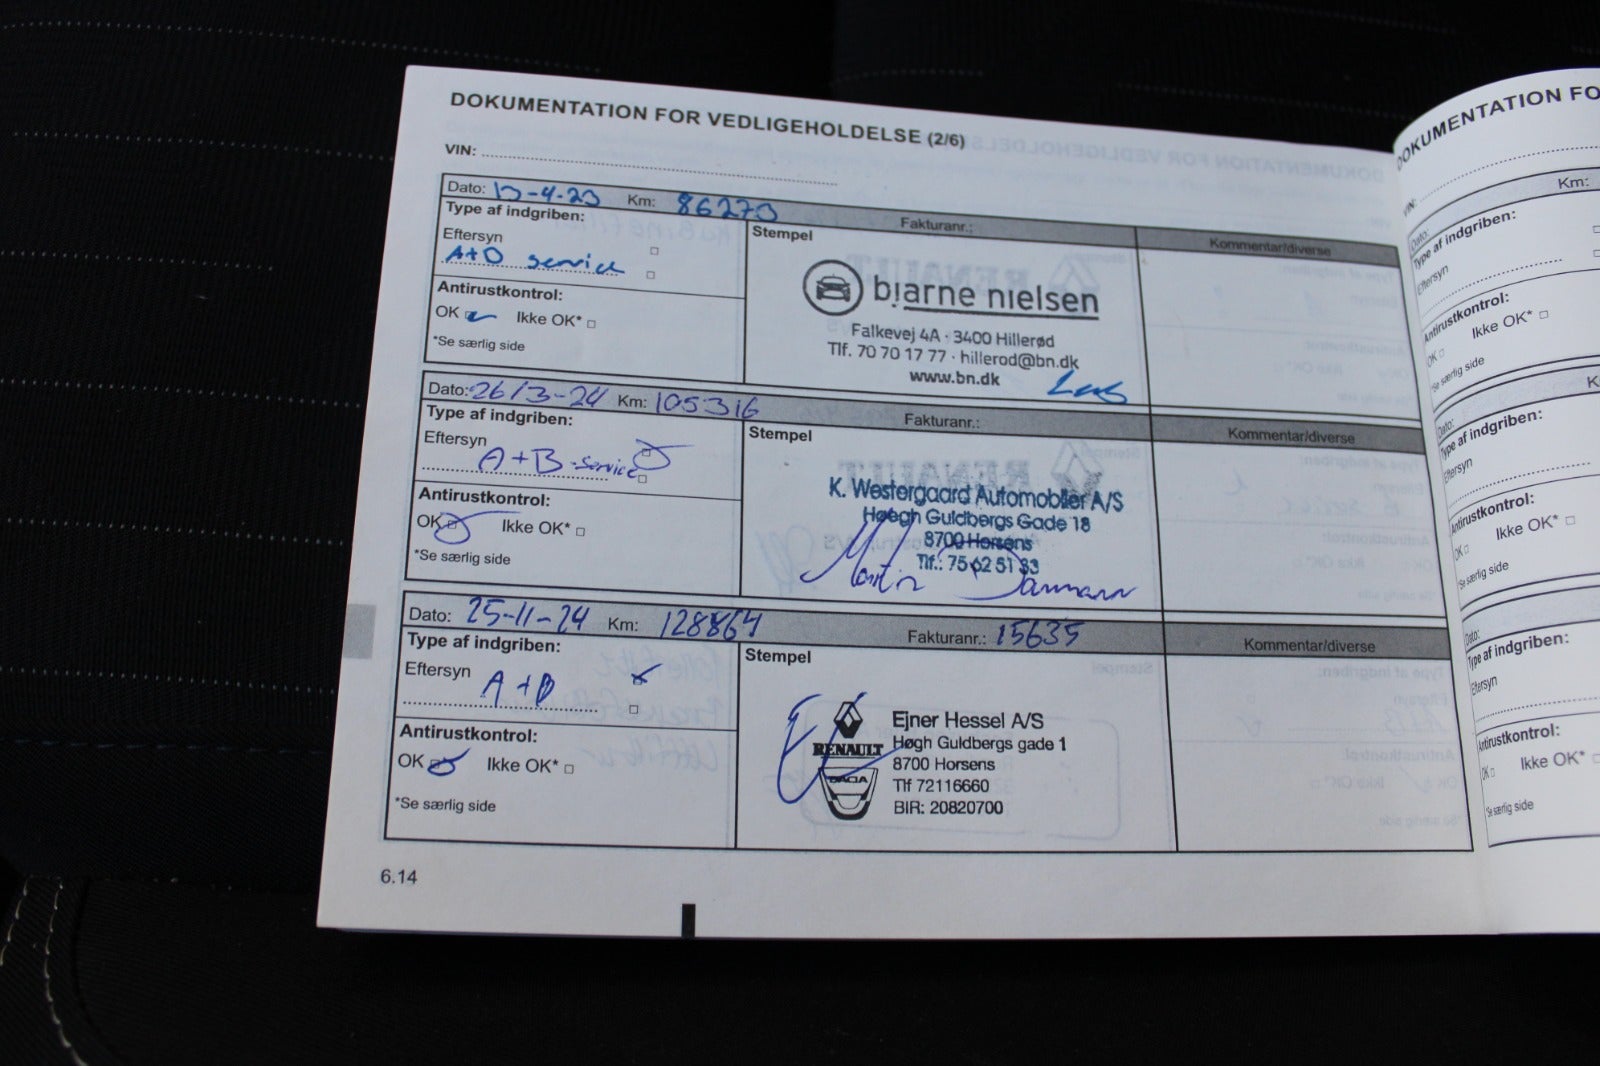 DOKUMENTATION FOR VEDLIGEHOLDELSE (2/6)
VIN:
Dato: 13-4-23 Km: 86273 Fakturanr.:
Type af indgriben:
Eftersyn
A+D service
Antirustkontrol:
OK Ikke OK*
*Se særlig side
Stempel
bjarne nielsen
Falkevej 4A · 3400 Hillerød
Tlf. 70 70 17 77 · hillerod@bn.dk
www.bn.dk
Kommentar/diverse
Dato: 26/3-24 Km: 105316 Fakturanr.:
Type af indgriben:
Eftersyn
A+B-service
Antirustkontrol:
OK Ikke OK*
*Se særlig side
Stempel
K. Westergaard Automobiler A/S
Høegh Guldbergs Gade 18
8700 Horsens
Tlf.: 75 62 51 33
Martin
Kommentar/diverse
Dato: 25-11-24 Km: 128864 Fakturanr.: 15635
Type af indgriben:
Eftersyn
A+D
Antirustkontrol:
OK Ikke OK*
*Se særlig side
Stempel
RENAULT
DACIA
Ejner Hessel A/S
Høgh Guldbergs gade 1
8700 Horsens
Tlf 72116660
BIR: 20820700
Kommentar/diverse
6.14
DOKUMENTATION FO
VIN:
Dato: Km:
Type af indgriben:
Eftersyn
Antirustkontrol:
OK Ikke OK*
*Se særlig side
Dato: K
Type af indgriben:
Eftersyn
Antirustkontrol:
OK Ikke OK*
*Se særlig side
Dato:
Type af indgriben:
Eftersyn
Antirustkontrol:
OK Ikke OK*
*Se særlig side